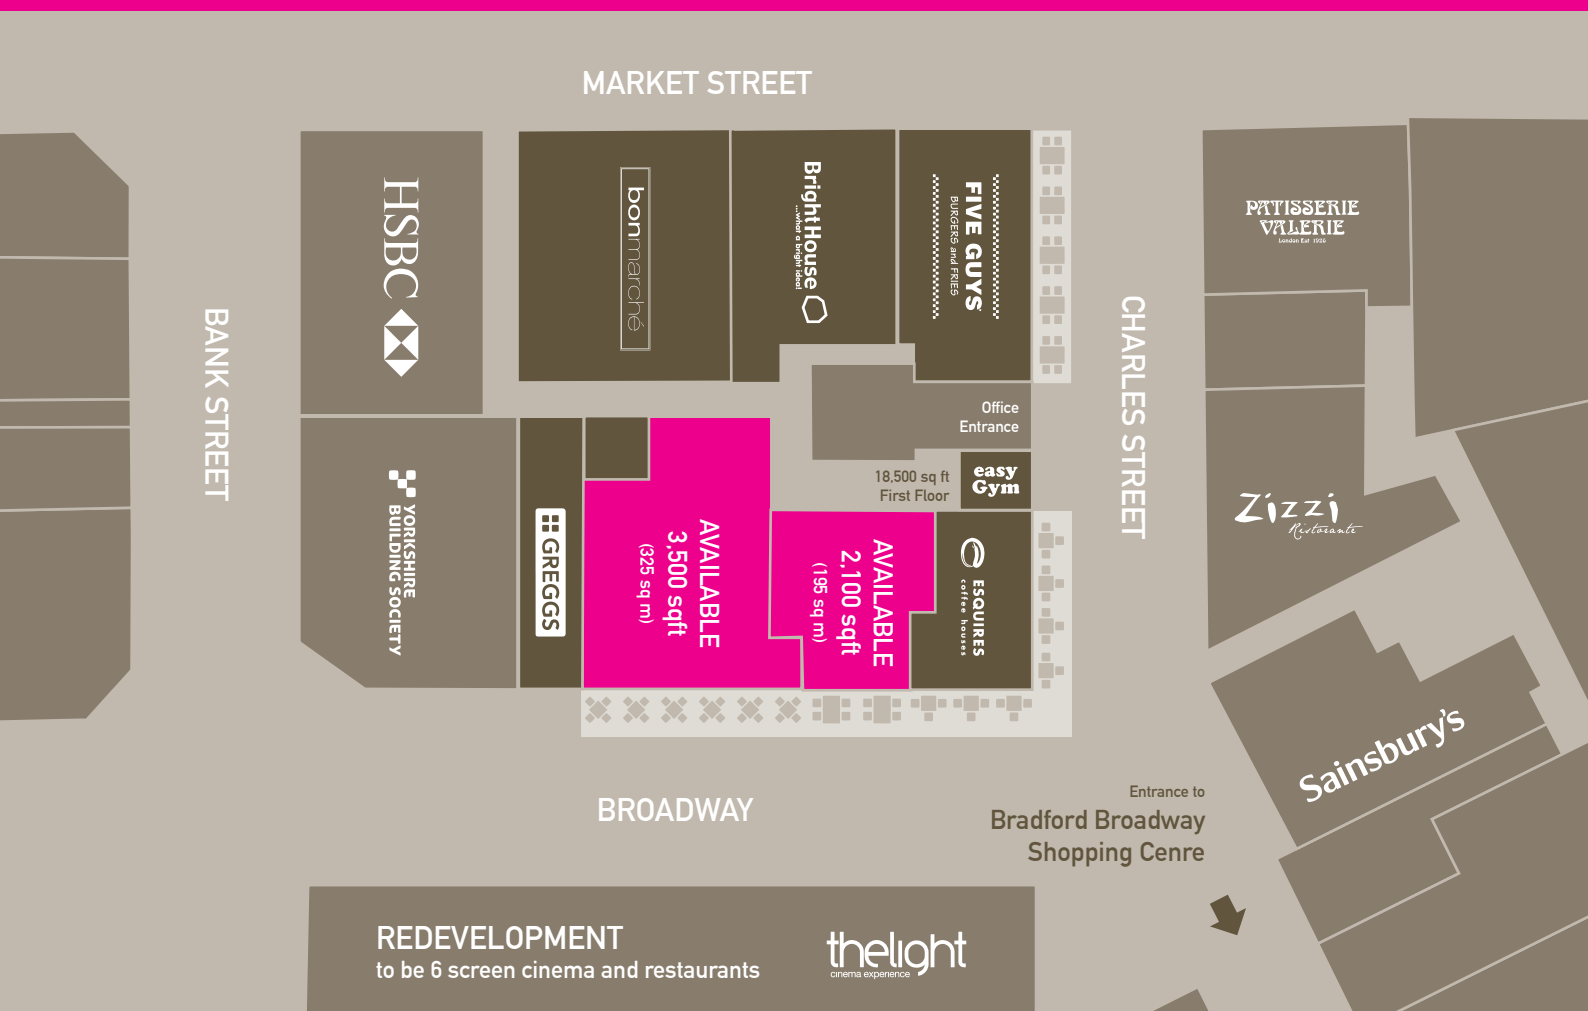 MARKET STREET
HSBC
bonmarché
BrightHouse
...what a bright idea!
FIVE GUYS
BURGERS and FRIES
PATISSERIE
VALERIE
London Est 1926
BANK STREET
CHARLES STREET
Office
Entrance
18,500 sq ft
First Floor
easy
Gym
YORKSHIRE
BUILDING SOCIETY
GREGGS
AVAILABLE
3,500 sqft
(325 sq m)
AVAILABLE
2,100 sqft
(195 sq m)
ESQUIRES
coffee houses
Zizzi
Ristorante
Sainsbury's
BROADWAY
Entrance to
Bradford Broadway
Shopping Cenre
REDEVELOPMENT
to be 6 screen cinema and restaurants
thelight
cinema experience